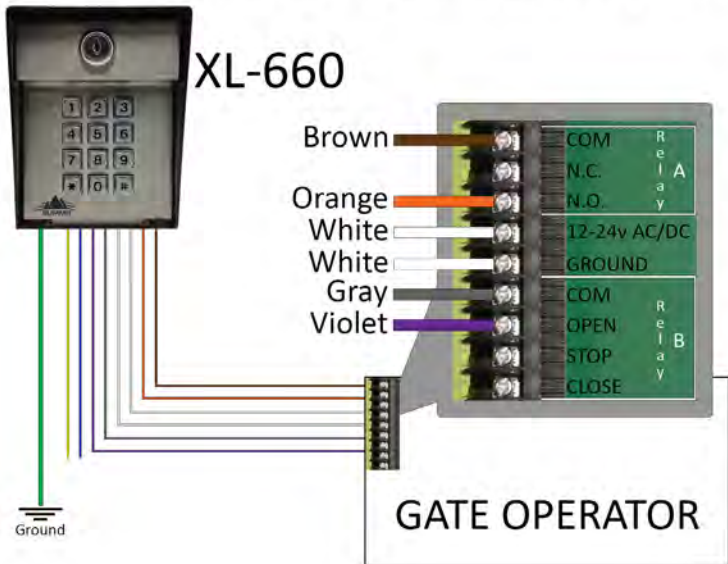 XL-660
1 2 3
4 5 6
7 8 9
* 0 #
SUMMIT
Brown
Orange
White
White
Gray
Violet
COM
N.C.
N.O.
12-24v AC/DC
GROUND
COM
OPEN
STOP
CLOSE
Relay
A
Relay
B
Ground
GATE OPERATOR